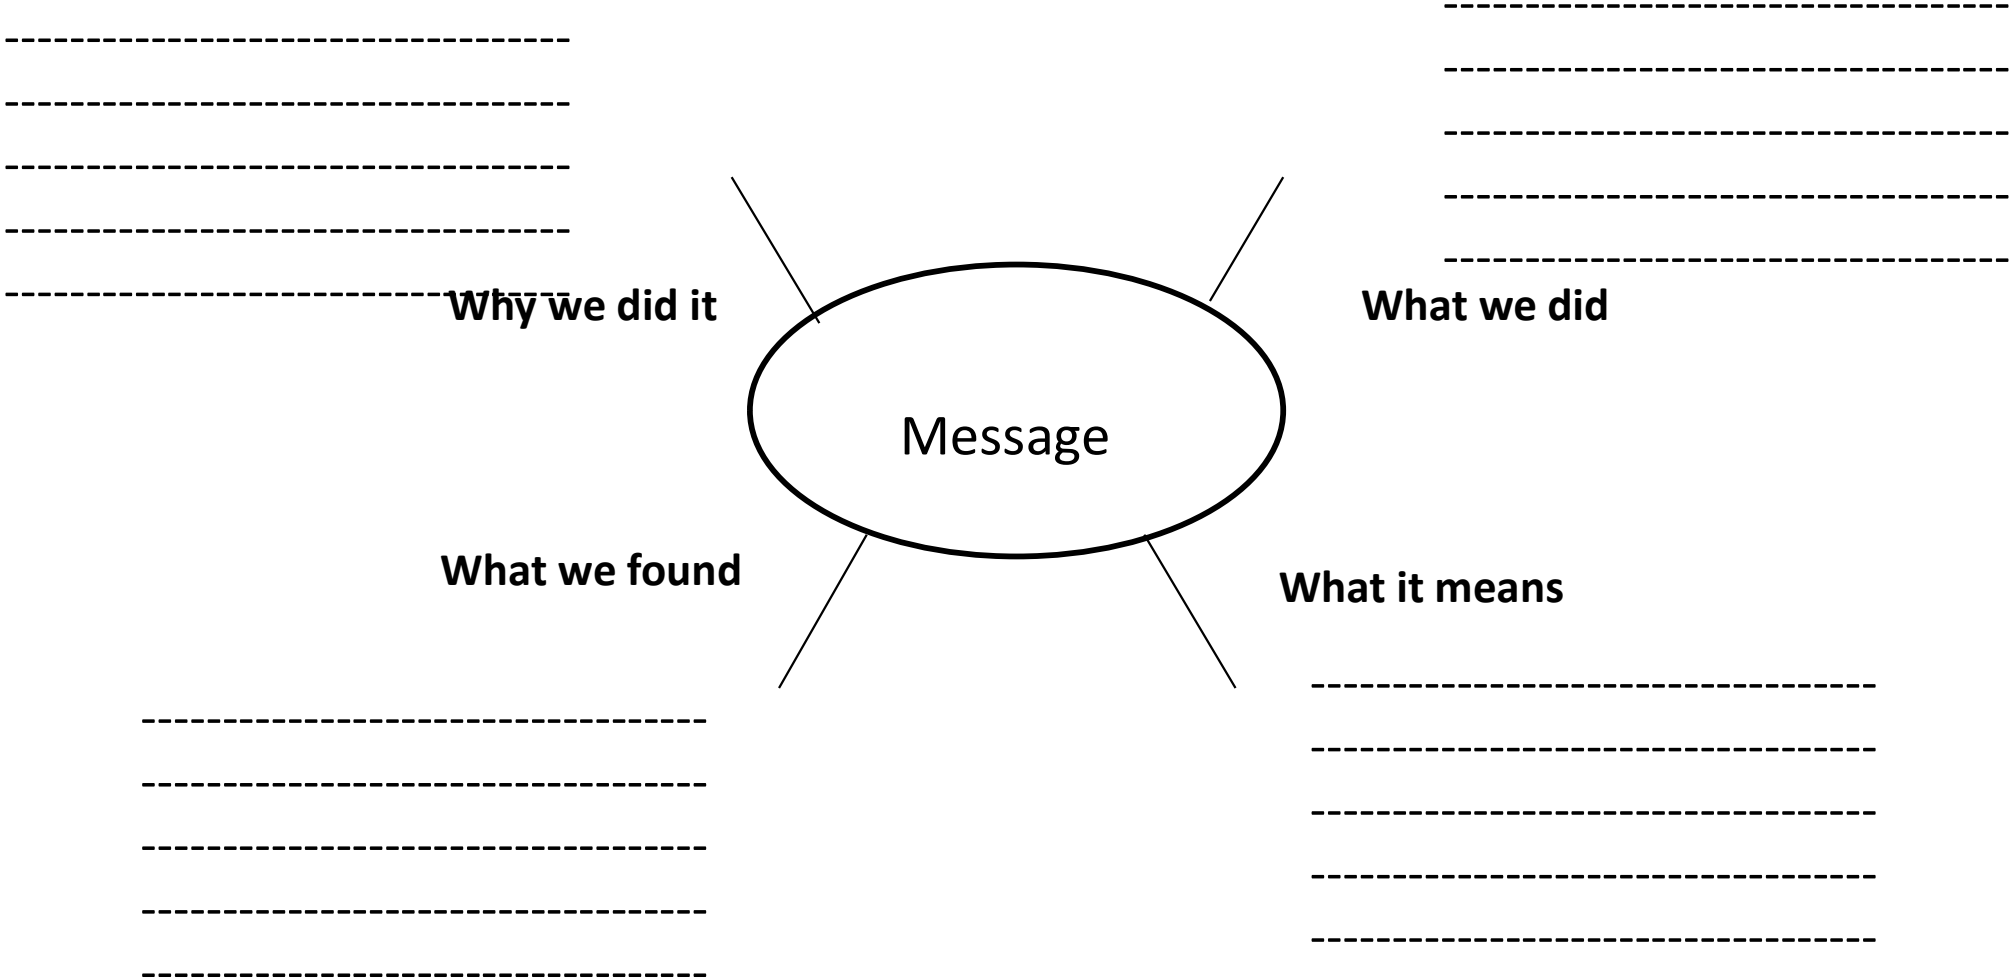 Why we did it
What we did
Message
What we found
What it means